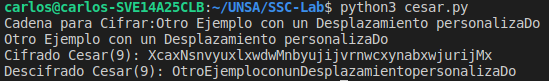 carlos@carlos-SVE14A25CLB:~/UNSA/SSC-Lab$ python3 cesar.py
Cadena para Cifrar:Otro Ejemplo con un Desplazamiento personalizaDo
Otro Ejemplo con un Desplazamiento personalizaDo
Cifrado Cesar(9): XcaxNsnvyuxlxwdwMnbyujijvrnwcxynabxwjurijMx
Descifrado Cesar(9): OtroEjemploconunDesplazamientopersonalizaDo